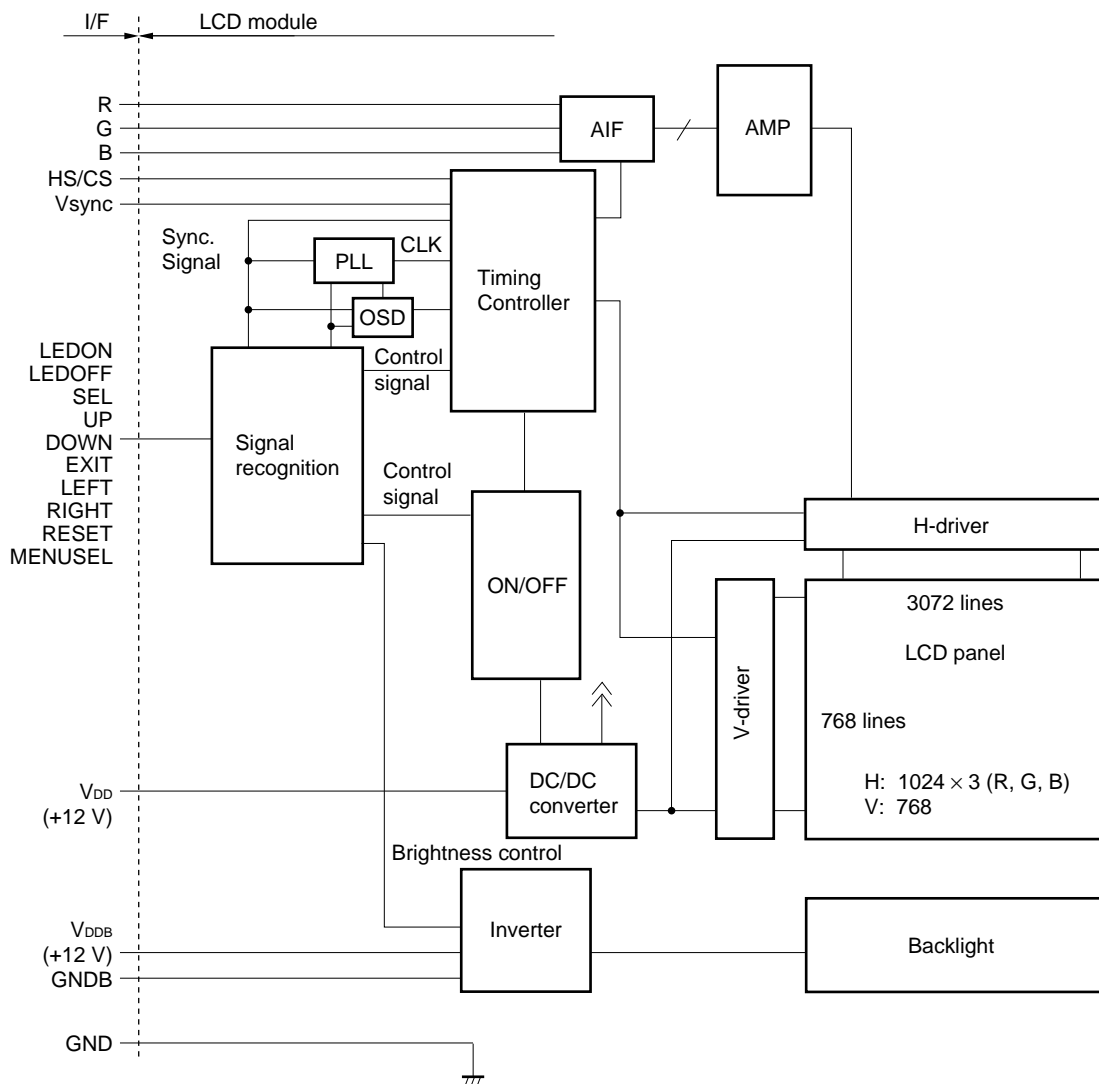 I/F
LCD module
R
G
B
HS/CS
Vsync
AIF
AMP
Sync.
Signal
PLL
CLK
OSD
Timing
Controller
LEDON
LEDOFF
SEL
UP
DOWN
EXIT
LEFT
RIGHT
RESET
MENUSEL
Signal
recognition
Control
signal
Control
signal
ON/OFF
H-driver
V-driver
3072 lines
LCD panel
768 lines
H: 1024 × 3 (R, G, B)
V: 768
VDD
(+12 V)
DC/DC
converter
Brightness control
VDDB
(+12 V)
GNDB
Inverter
Backlight
GND